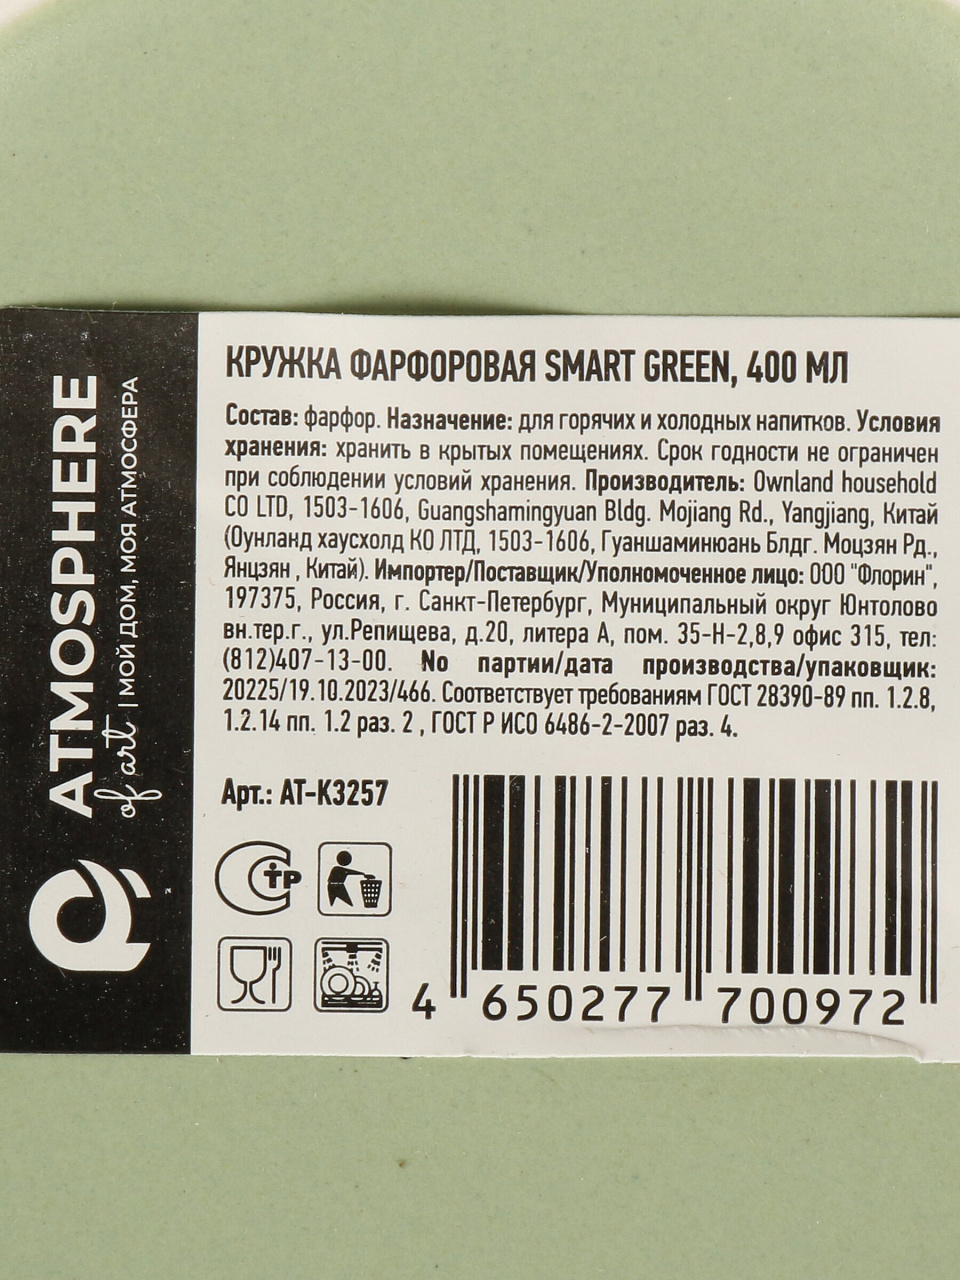 ATMOSPHERE
of art | МОЙ ДОМ, МОЯ АТМОСФЕРА
КРУЖКА ФАРФОРОВАЯ SMART GREEN, 400 МЛ
Состав: фарфор. Назначение: для горячих и холодных напитков. Условия
хранения: хранить в крытых помещениях. Срок годности не ограничен
при соблюдении условий хранения. Производитель: Ownland household
CO LTD, 1503-1606, Guangshamingyuan Bldg. Mojiang Rd., Yangjiang, Китай
(Оунланд хаусхолд КО ЛТД, 1503-1606, Гуаншаминюань Блдг. Моцзян Рд.,
Янцзян , Китай). Импортер/Поставщик/Уполномоченное лицо: ООО "Флорин",
197375, Россия, г. Санкт-Петербург, Муниципальный округ Юнтолово
вн.тер.г., ул.Репищева, д.20, литера А, пом. 35-Н-2,8,9 офис 315, тел:
(812)407-13-00. No партии/дата производства/упаковщик:
20225/19.10.2023/466. Соответствует требованиям ГОСТ 28390-89 пп. 1.2.8,
1.2.14 пп. 1.2 раз. 2 , ГОСТ Р ИСО 6486-2-2007 раз. 4.
Арт.: AT-K3257
СТР
4 650277 700972